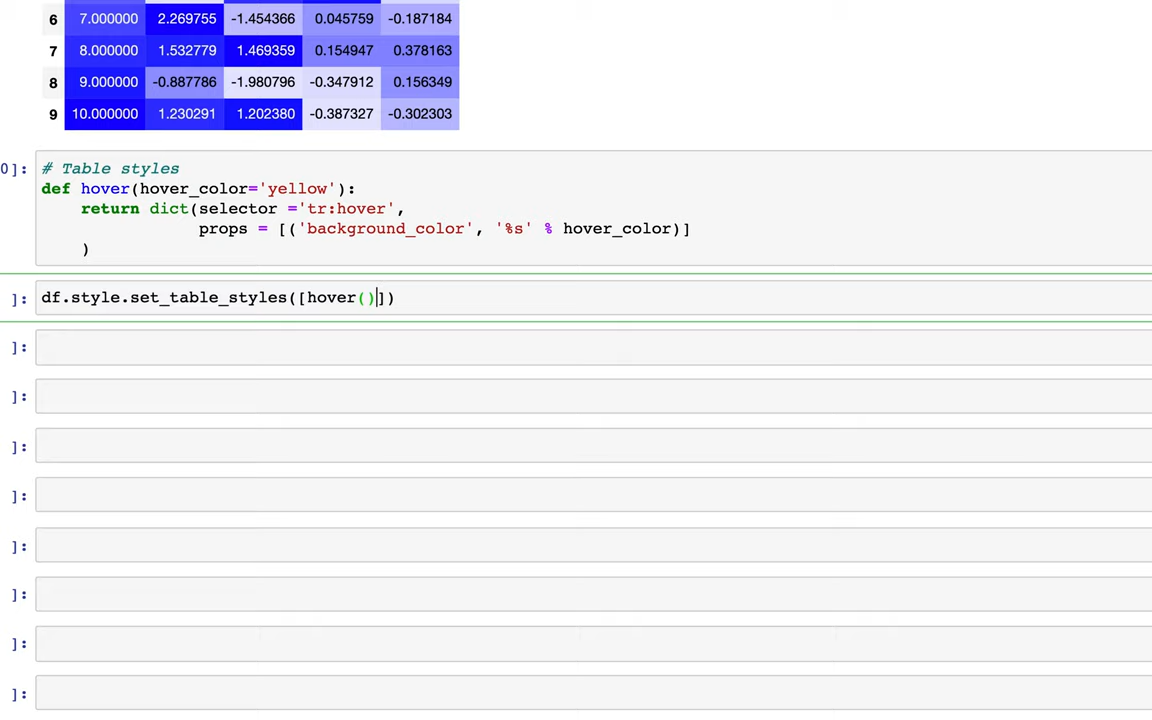 6 7.000000 2.269755 -1.454366 0.045759 -0.187184
7 8.000000 1.532779 1.469359 0.154947 0.378163
8 9.000000 -0.887786 -1.980796 -0.347912 0.156349
9 10.000000 1.230291 1.202380 -0.387327 -0.302303
0]: # Table styles
def hover(hover_color='yellow'):
    return dict(selector ='tr:hover',
                props = [('background_color', '%s' % hover_color)]
    )
]: df.style.set_table_styles([hover()])
]:
]:
]:
]:
]:
]:
]:
]: